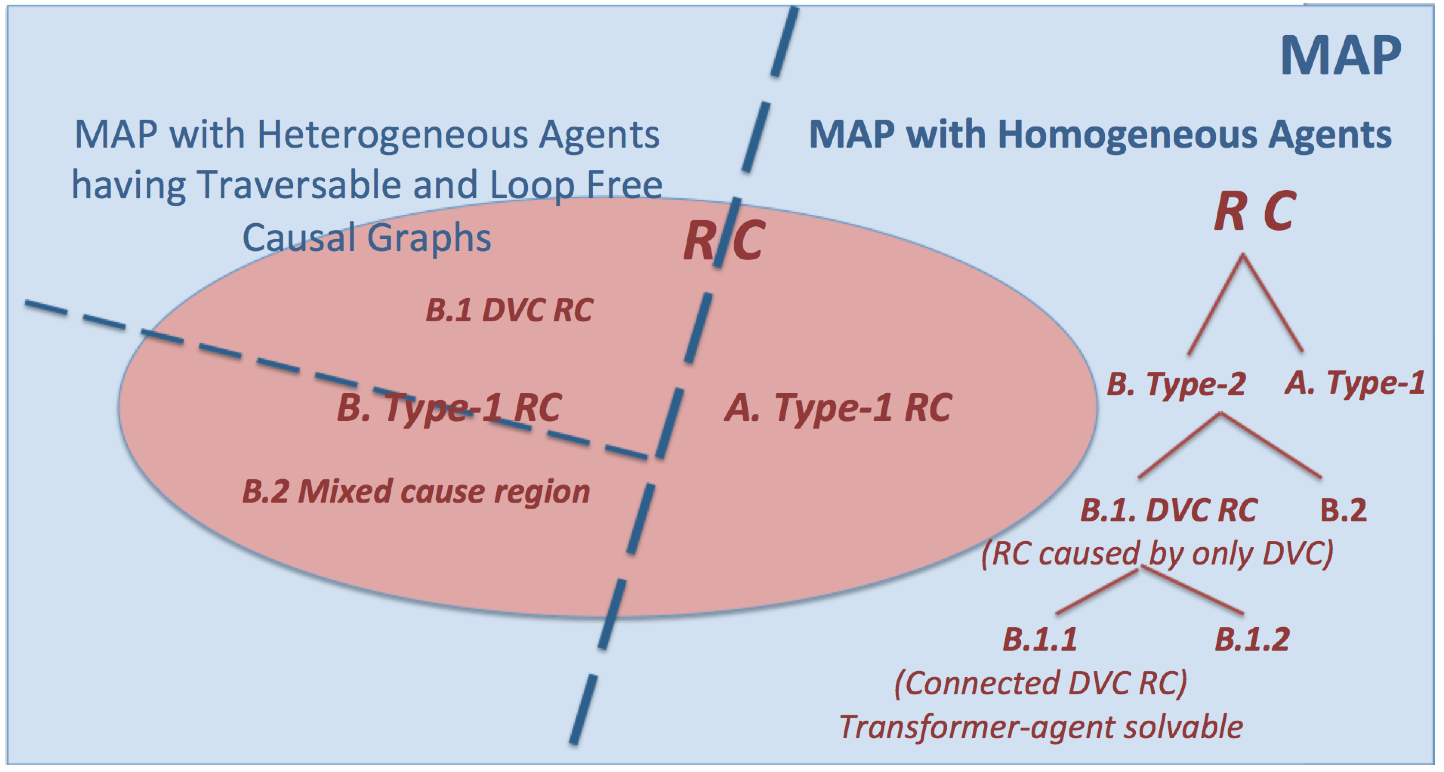 MAP
MAP with Heterogeneous Agents
having Traversable and Loop Free
Causal Graphs
MAP with Homogeneous Agents
R C
B.1 DVC RC
B. Type-1 RC
A. Type-1 RC
B.2 Mixed cause region
R C
B. Type-2
A. Type-1
B.1. DVC RC
B.2
(RC caused by only DVC)
B.1.1
B.1.2
(Connected DVC RC)
Transformer-agent solvable